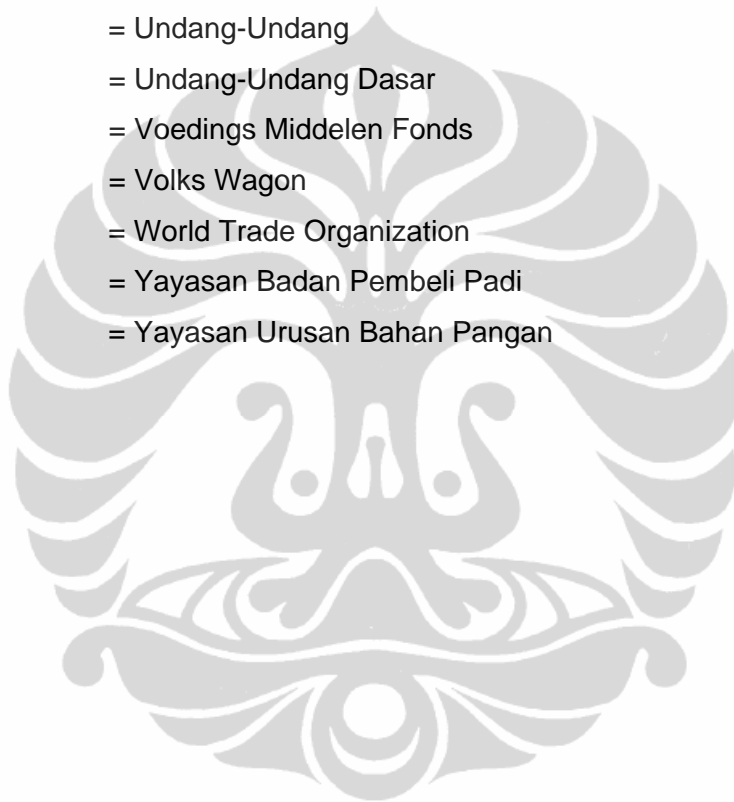 = Undang-Undang
= Undang-Undang Dasar
= Voedings Middelen Fonds
= Volks Wagon
= World Trade Organization
= Yayasan Badan Pembeli Padi
= Yayasan Urusan Bahan Pangan